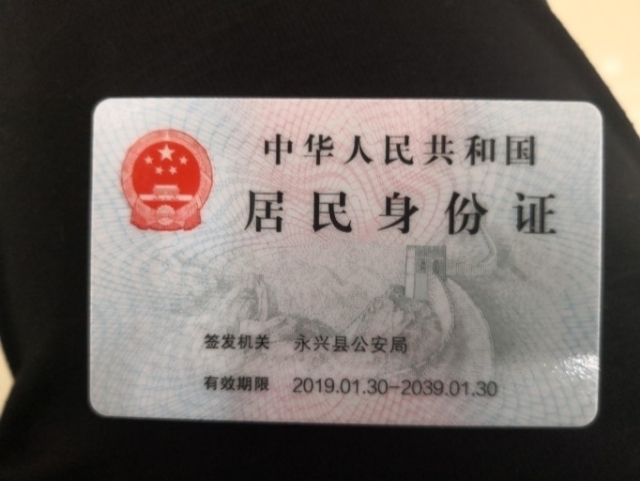 中华人民共和国
居民身份证
签发机关 永兴县公安局
有效期限 2019.01.30-2039.01.30